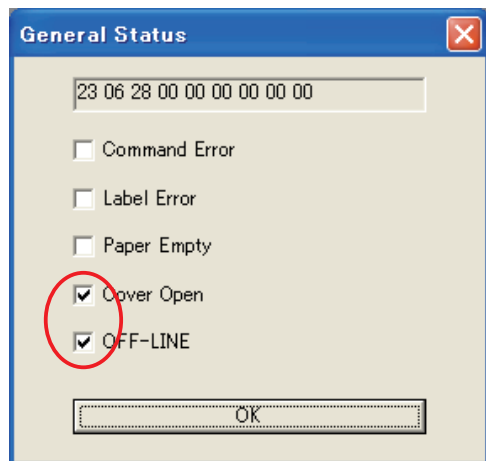 General Status
23 06 28 00 00 00 00 00 00
Command Error
Label Error
Paper Empty
Cover Open
OFF-LINE
OK